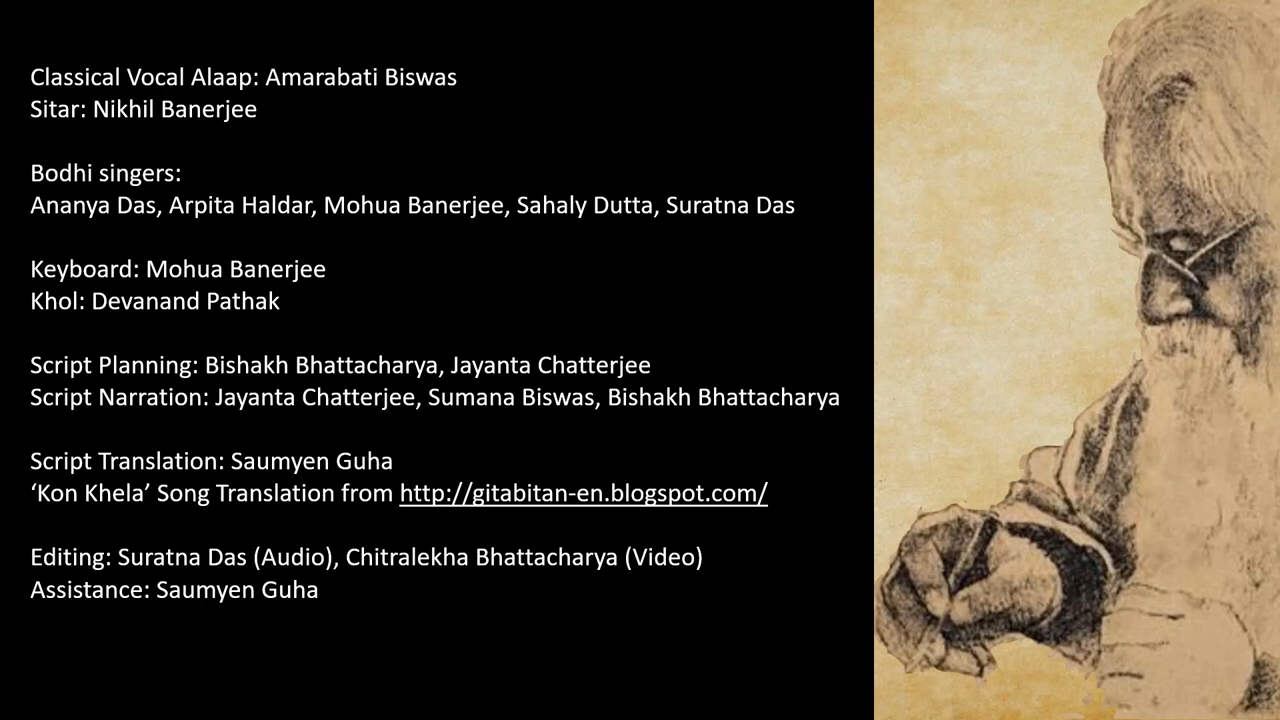 Classical Vocal Alaap: Amarabati Biswas
Sitar: Nikhil Banerjee
Bodhi singers:
Ananya Das, Arpita Haldar, Mohua Banerjee, Sahaly Dutta, Suratna Das
Keyboard: Mohua Banerjee
Khol: Devanand Pathak
Script Planning: Bishakh Bhattacharya, Jayanta Chatterjee
Script Narration: Jayanta Chatterjee, Sumana Biswas, Bishakh Bhattacharya
Script Translation: Saumyen Guha
‘Kon Khela’ Song Translation from http://gitabitan-en.blogspot.com/
Editing: Suratna Das (Audio), Chitralekha Bhattacharya (Video)
Assistance: Saumyen Guha